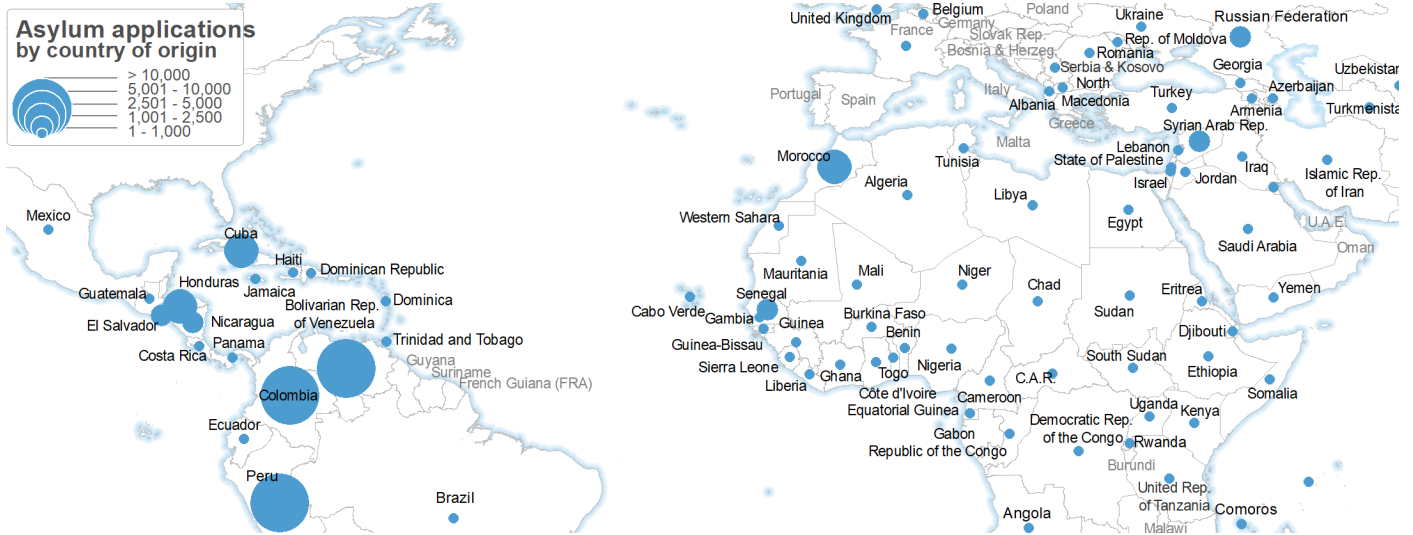 Asylum applications
by country of origin
> 10,000
5,001 - 10,000
2,501 - 5,000
1,001 - 2,500
1 - 1,000
Mexico
Cuba
Haiti
Dominican Republic
Guatemala
Honduras
Jamaica
Dominica
Bolivarian Rep.
of Venezuela
El Salvador
Nicaragua
Costa Rica
Panama
Trinidad and Tobago
Guyana
Suriname
French Guiana (FRA)
Colombia
Ecuador
Peru
Brazil
United Kingdom
Belgium
Poland
Germany
France
Slovak Rep.
Bosnia & Herzeg.
Ukraine
Russian Federation
Rep. of Moldova
Romania
Serbia & Kosovo
Georgia
Uzbekistan
North
Macedonia
Albania
Turkey
Azerbaijan
Armenia
Turkmenista
Portugal
Spain
Italy
Greece
Malta
Syrian Arab Rep.
Lebanon
State of Palestine
Israel
Jordan
Iraq
Islamic Rep.
of Iran
Morocco
Tunisia
Algeria
Libya
Egypt
Saudi Arabia
U.A.E.
Oman
Western Sahara
Mauritania
Mali
Niger
Chad
Sudan
Eritrea
Yemen
Cabo Verde
Senegal
Gambia
Guinea
Burkina Faso
Benin
Djibouti
Guinea-Bissau
Sierra Leone
Liberia
Ghana
Togo
Nigeria
South Sudan
Ethiopia
C.A.R.
Côte d'Ivoire
Cameroon
Somalia
Equatorial Guinea
Gabon
Republic of the Congo
Democratic Rep.
of the Congo
Uganda
Kenya
Rwanda
Burundi
United Rep.
of Tanzania
Angola
Comoros
Malawi